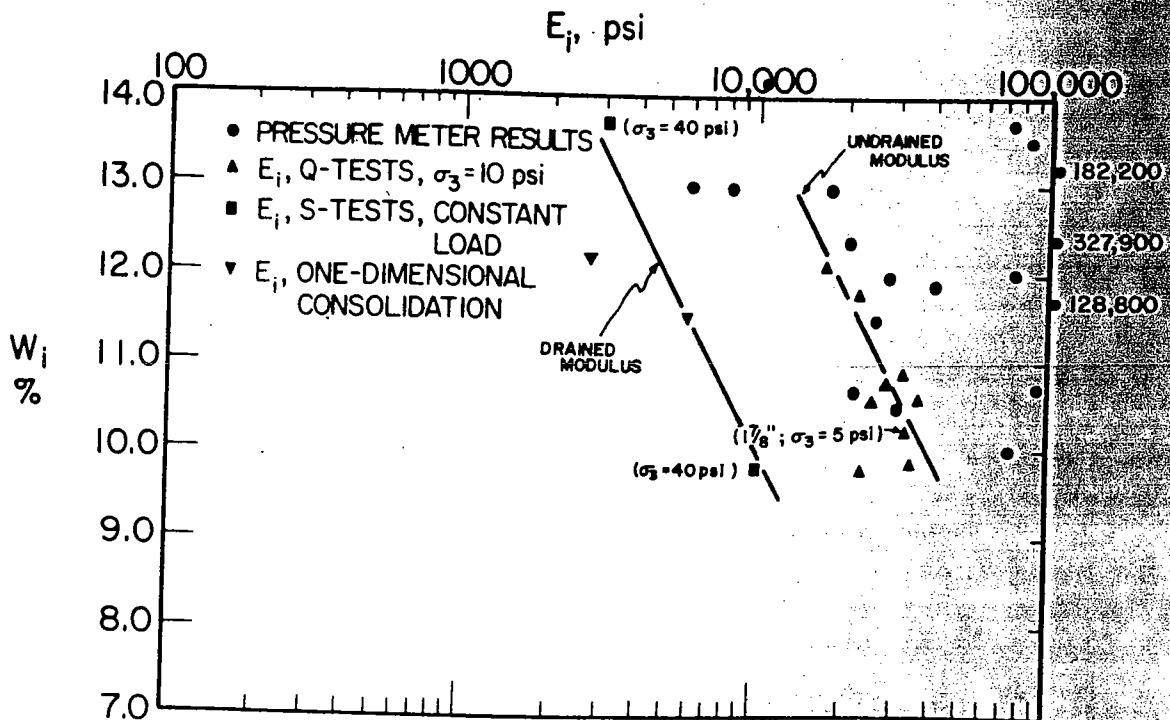 E_i, psi
100 1000 10,000 100,000
14.0
● PRESSURE METER RESULTS
▲ E_i, Q-TESTS, σ_3=10 psi
■ E_i, S-TESTS, CONSTANT
LOAD
▼ E_i, ONE-DIMENSIONAL
CONSOLIDATION
(σ_3=40 psi)
UNDRAINED
MODULUS
13.0
182,200
327,900
12.0
128,800
W_i
%
11.0
DRAINED
MODULUS
(1 7/8"; σ_3=5 psi)
10.0
(σ_3=40 psi)
9.0
8.0
7.0